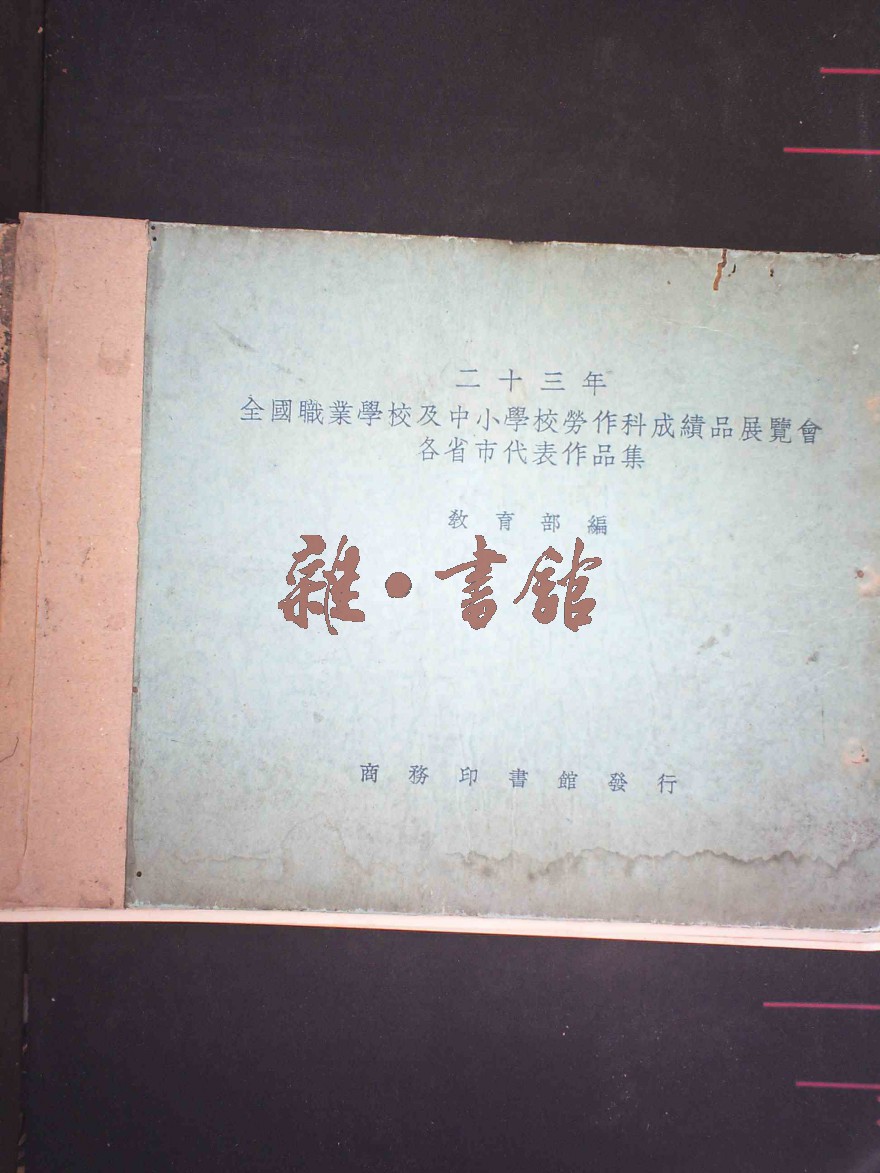 二十三年
全國職業學校及中小學校勞作科成績品展覽會
各省市代表作品集
教育部編
雜·書館
商務印書館發行